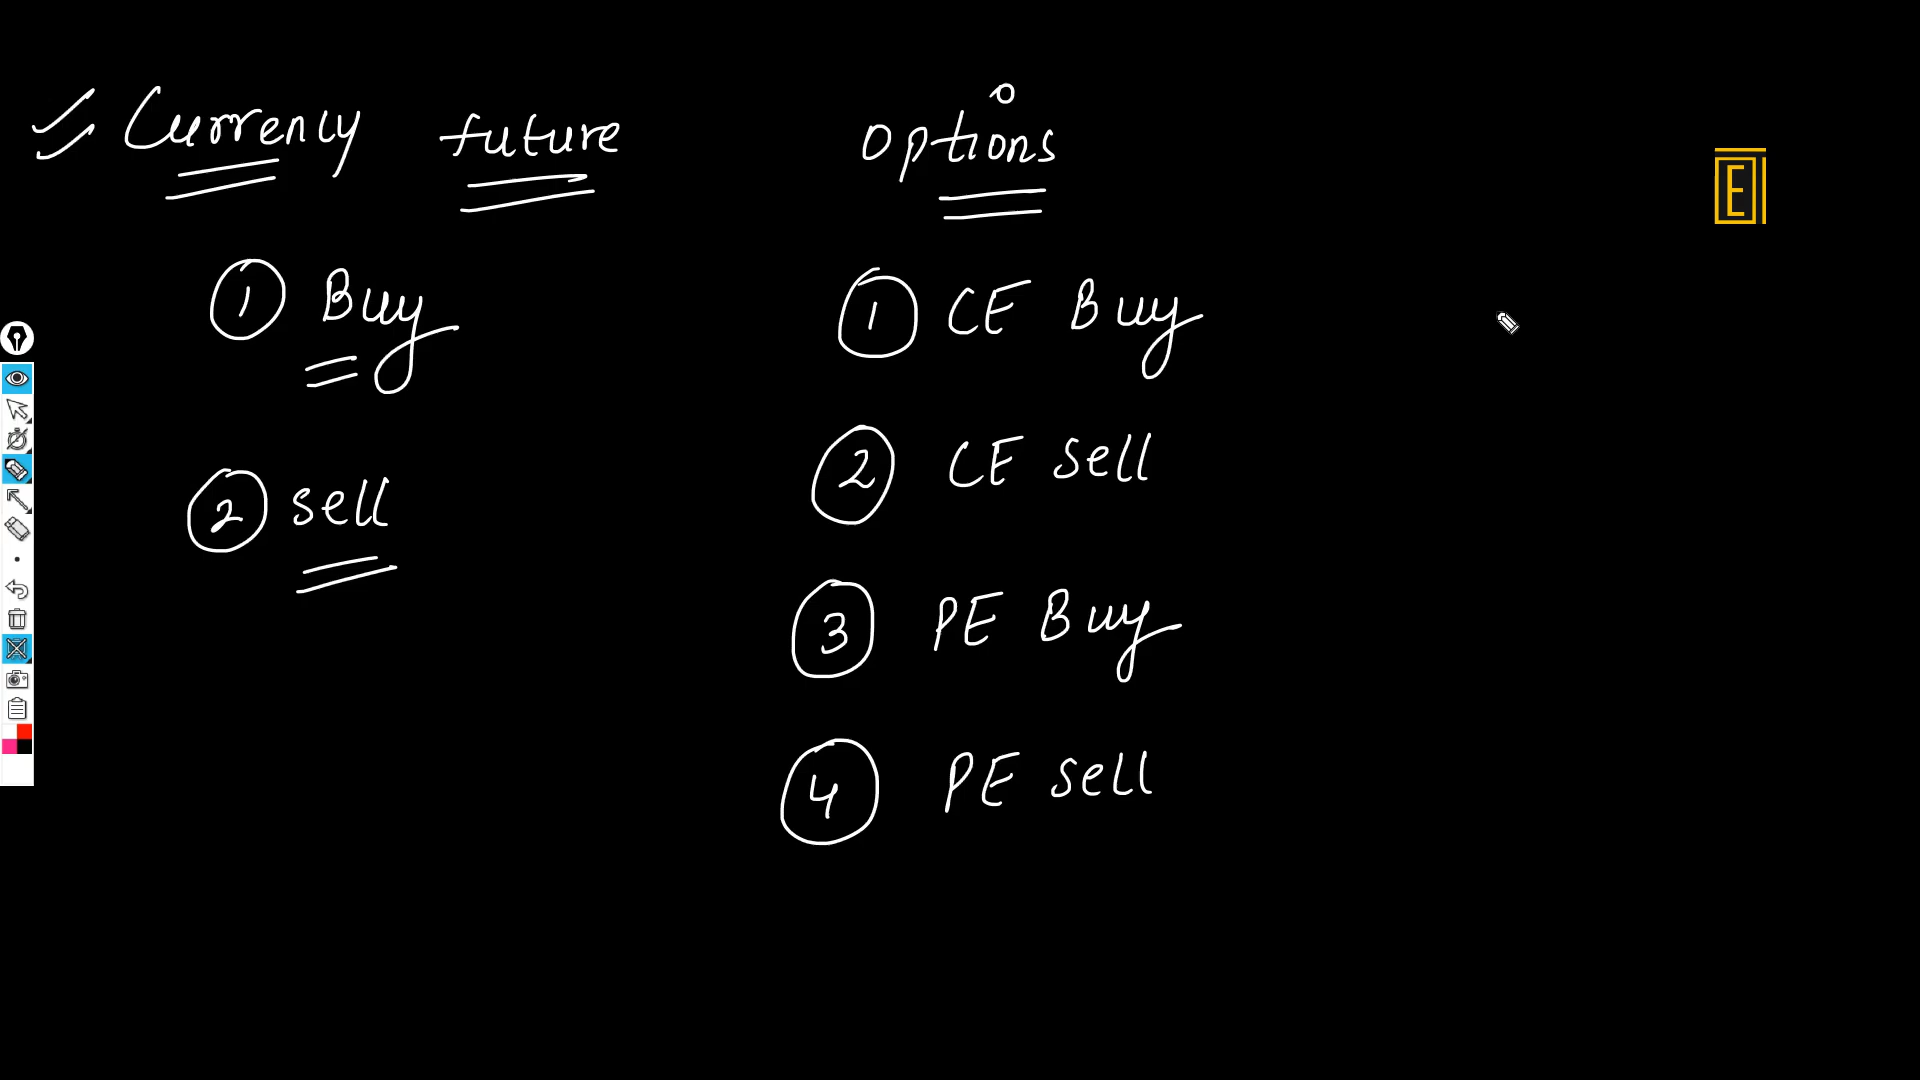 Currency future
① Buy
② sell
options
① CE Buy
② CE sell
③ PE Buy
④ PE sell
E